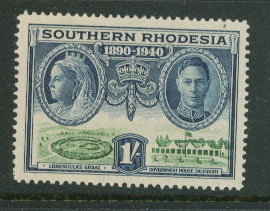 SOUTHERN RHODESIA
1890-1940
LOBENGULA'S KRAAL
1/-
GOVERNMENT HOUSE SALISBURY